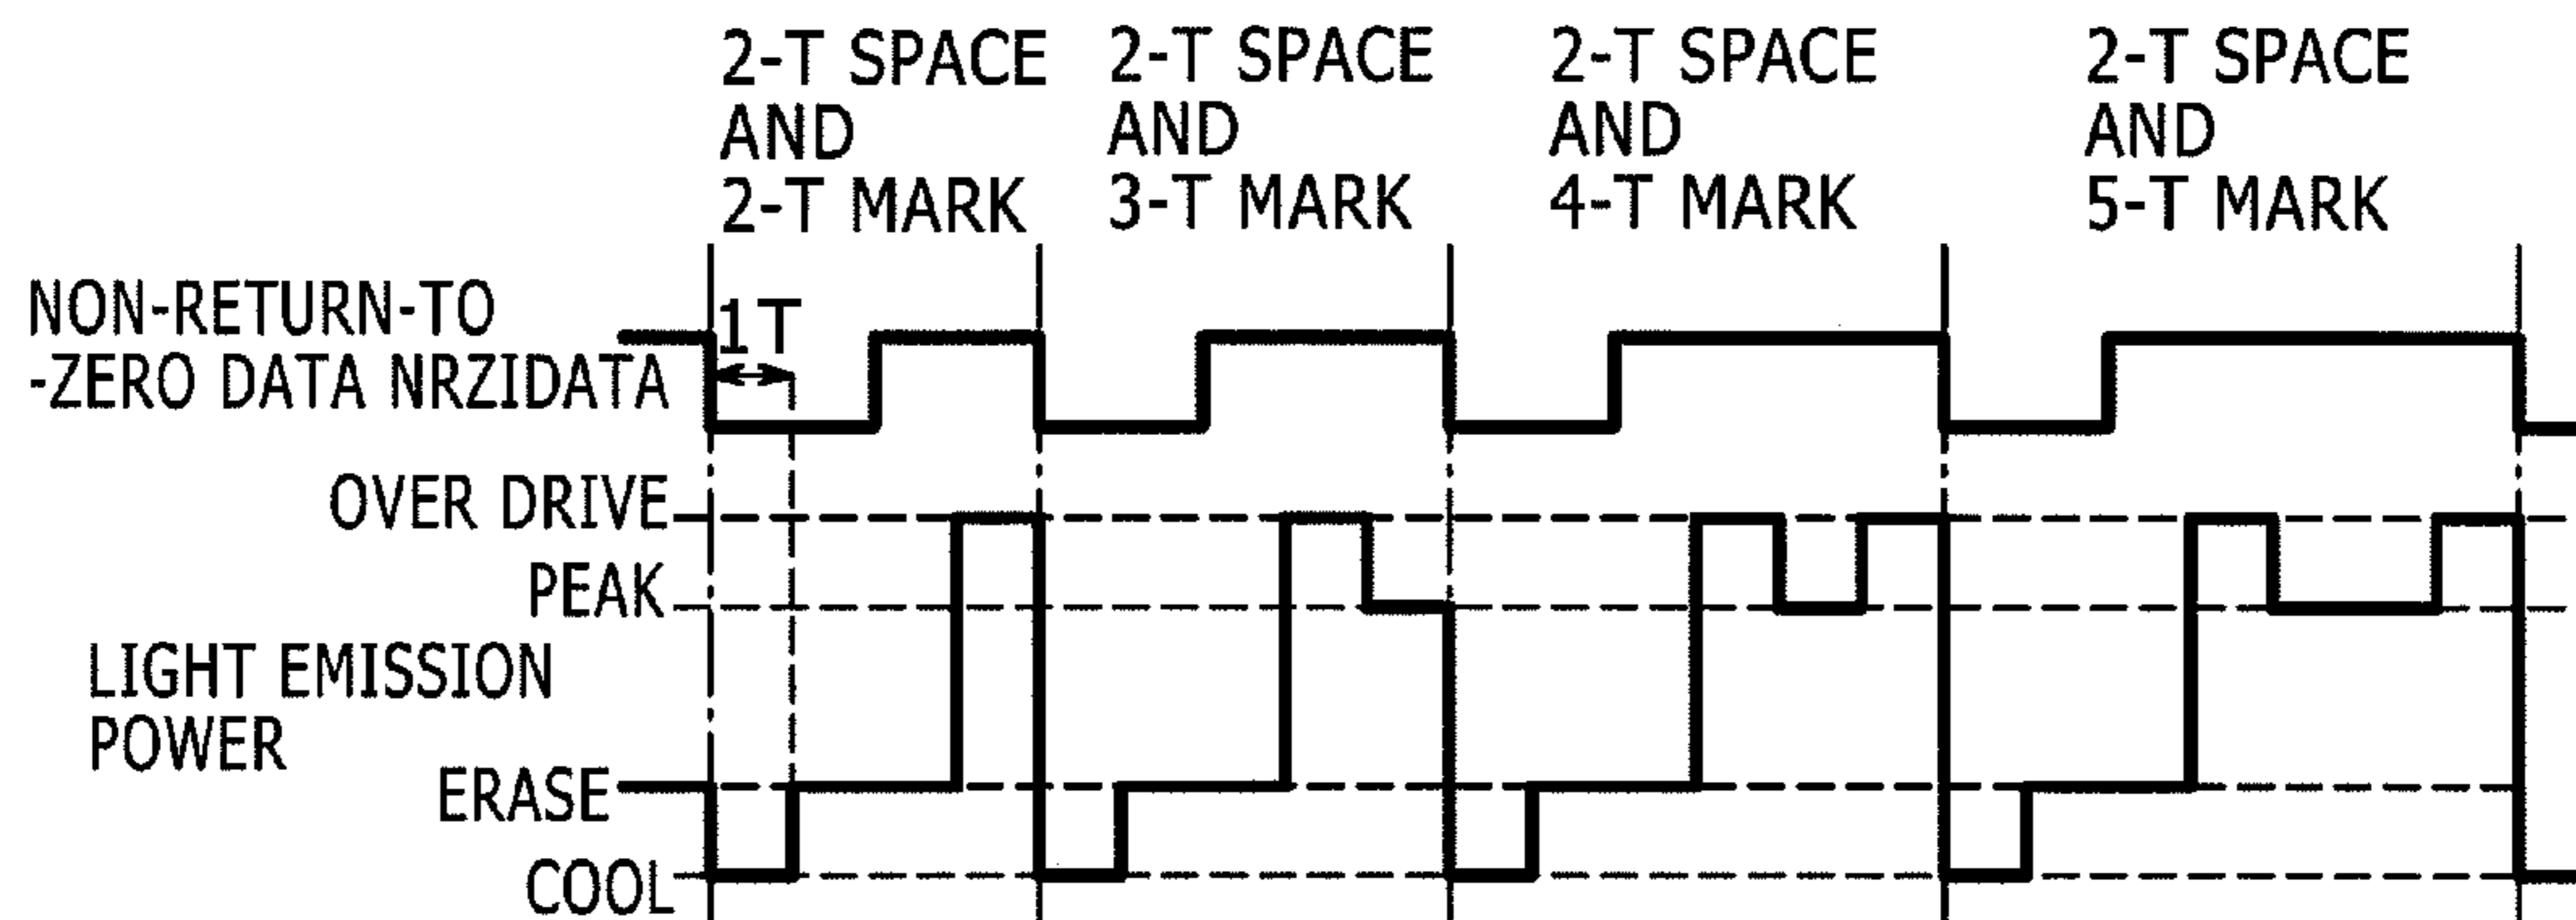 2-T SPACE
AND
2-T MARK
2-T SPACE
AND
3-T MARK
2-T SPACE
AND
4-T MARK
2-T SPACE
AND
5-T MARK
NON-RETURN-TO
-ZERO DATA NRZIDATA
1T
OVER DRIVE
PEAK
LIGHT EMISSION
POWER
ERASE
COOL